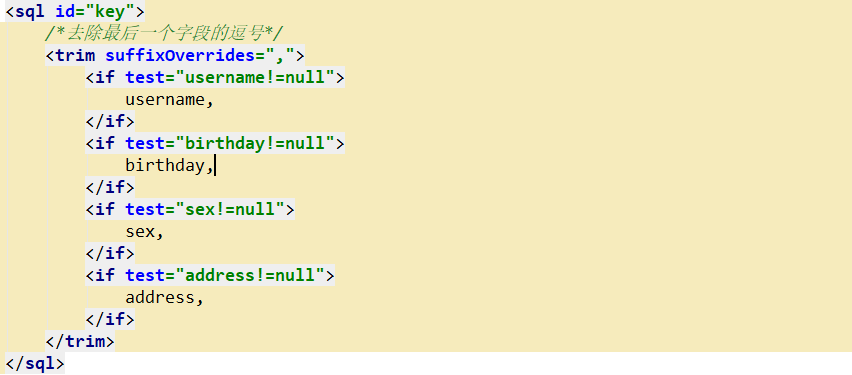 <sql id="key">
/*去除最后一个字段的逗号*/
<trim suffixOverrides=",">
<if test="username!=null">
username,
</if>
<if test="birthday!=null">
birthday,
</if>
<if test="sex!=null">
sex,
</if>
<if test="address!=null">
address,
</if>
</trim>
</sql>